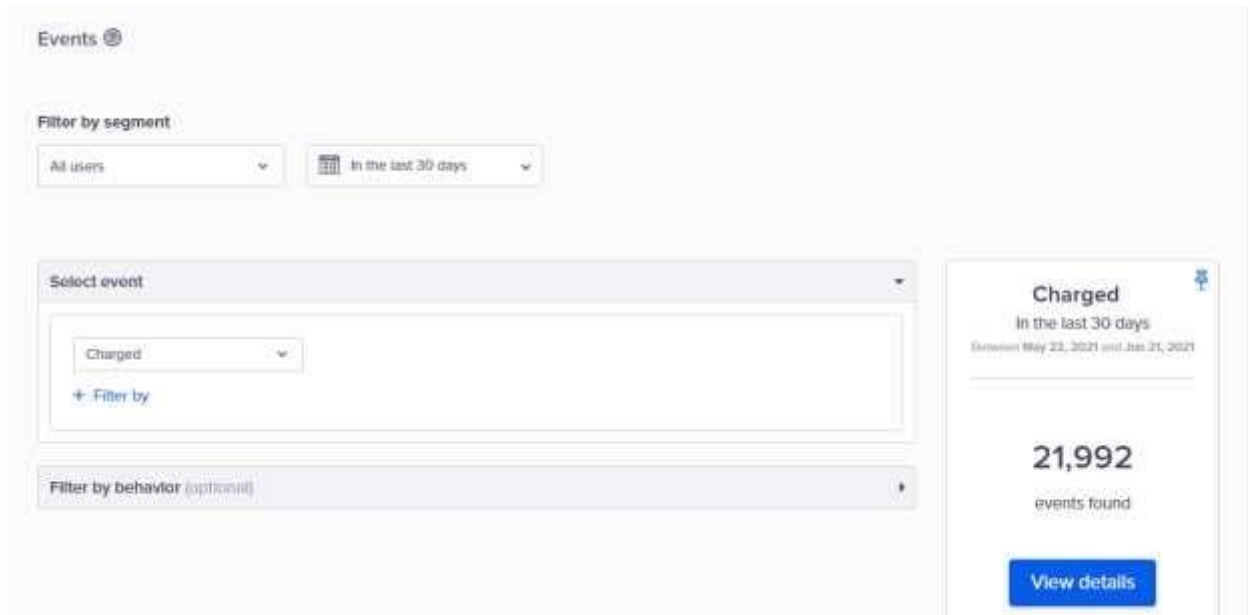 Events
Filter by segment
All users
In the last 30 days
Select event
Charged
+ Filter by
Filter by behavior (optional)
Charged
In the last 30 days
Between May 23, 2021 and Jun 21, 2021
21,992
events found
View details